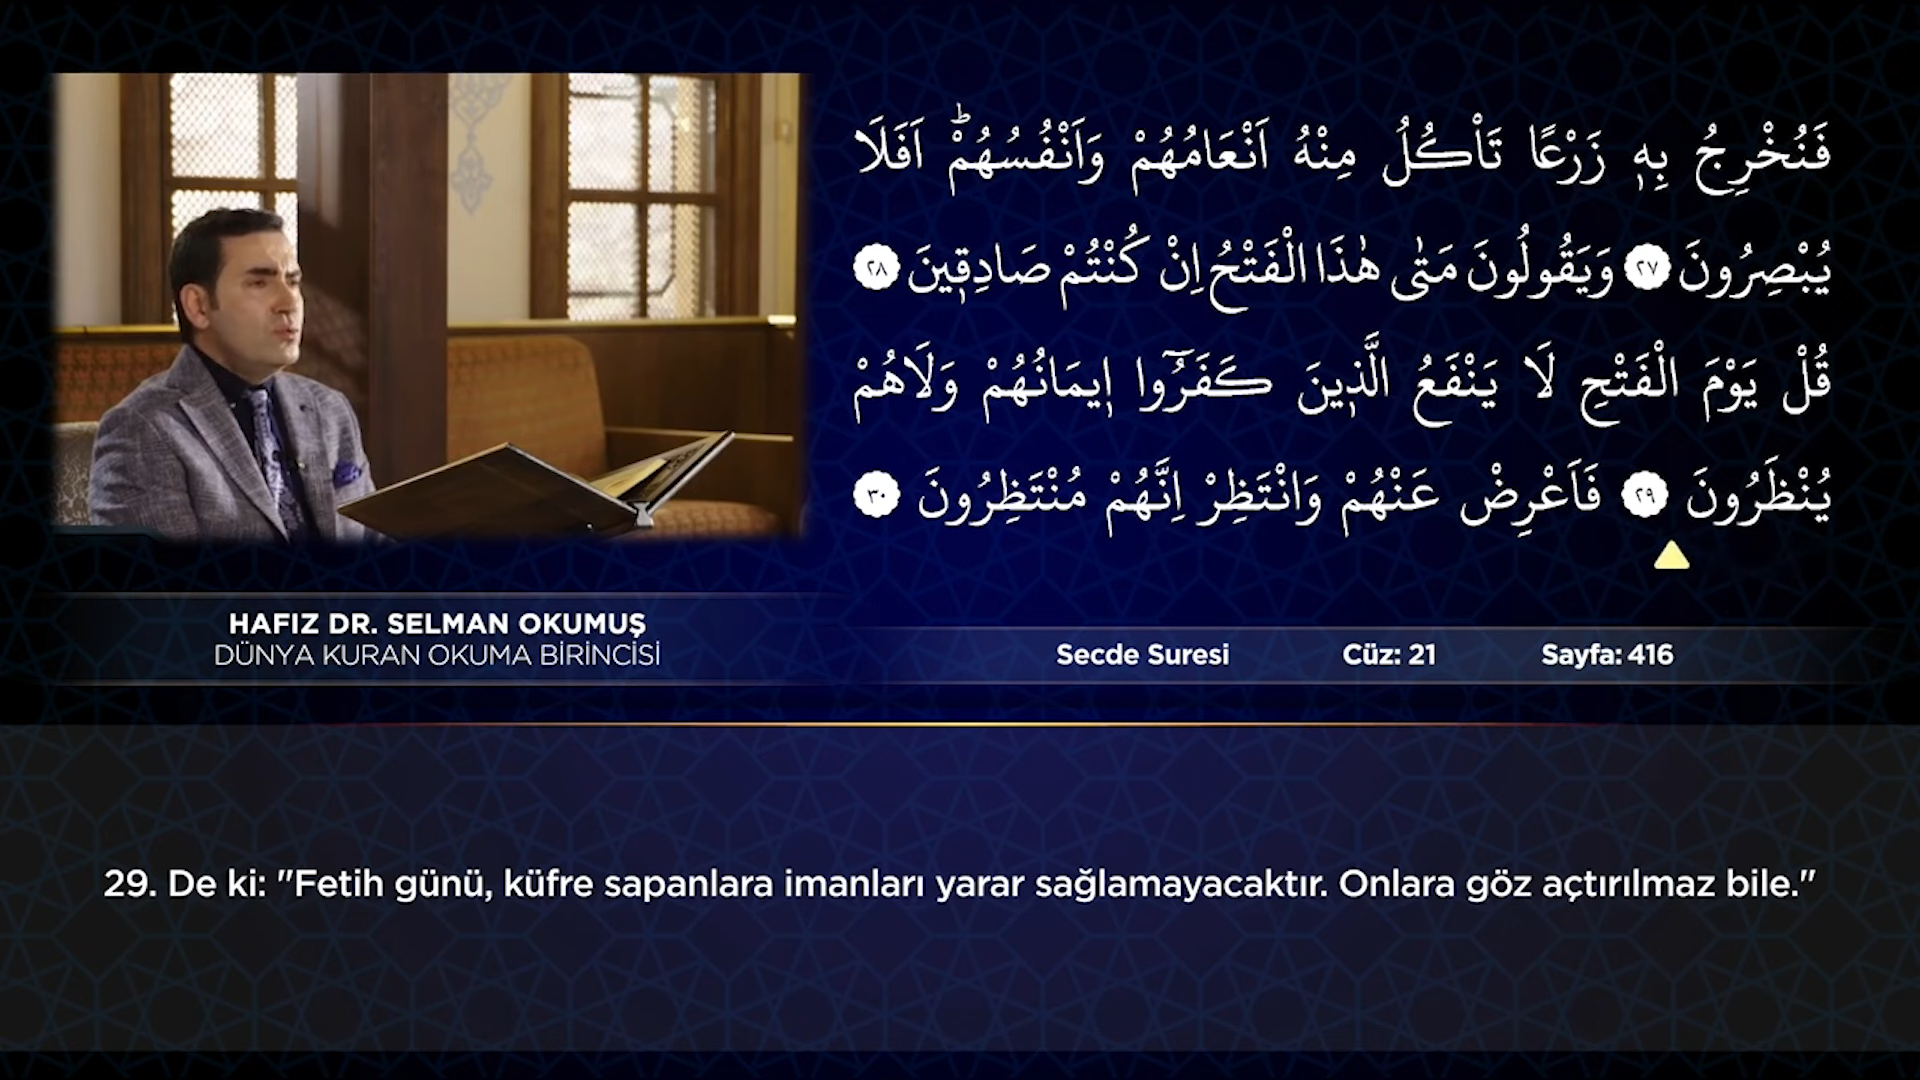 فَنُخْرِجُ بِهٖ زَرْعًا تَأْكُلُ مِنْهُ اَنْعَامُهُمْ وَاَنْفُسُهُمْؕ اَفَلَا
يُبْصِرُونَ ﴿٢٧﴾ وَيَقُولُونَ مَتٰى هٰذَا الْفَتْحُ اِنْ كُنْتُمْ صَادِقٖينَ ﴿٢٨﴾
قُلْ يَوْمَ الْفَتْحِ لَا يَنْفَعُ الَّذٖينَ كَفَرُٓوا اٖيمَانُهُمْ وَلَاهُمْ
يُنْظَرُونَ ﴿٢٩﴾ فَاَعْرِضْ عَنْهُمْ وَانْتَظِرْ اِنَّهُمْ مُنْتَظِرُونَ ﴿٣٠﴾
HAFIZ DR. SELMAN OKUMUŞ
DÜNYA KURAN OKUMA BİRİNCİSİ
Secde Suresi Cüz: 21 Sayfa: 416
29. De ki: "Fetih günü, küfre sapanlara imanları yarar sağlamayacaktır. Onlara göz açtırılmaz bile."